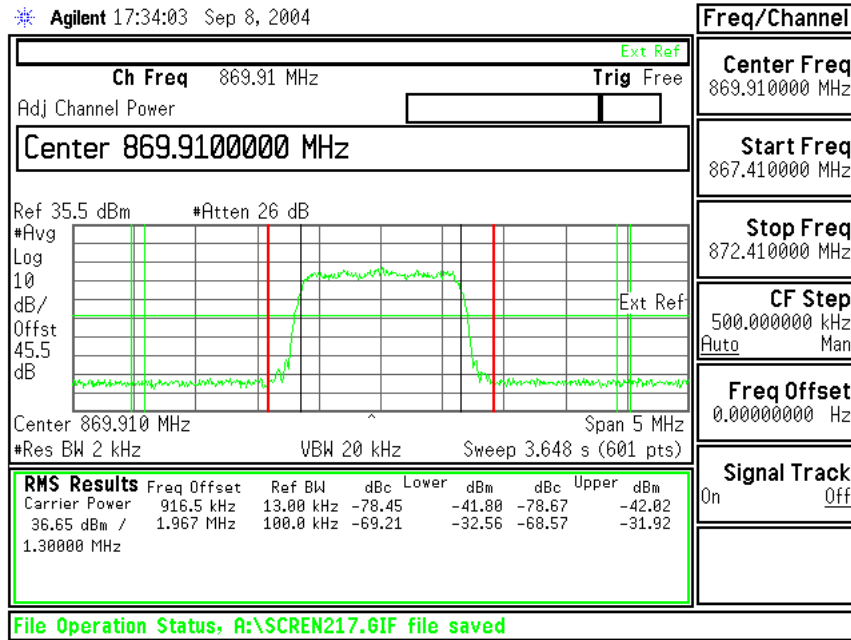 Agilent 17:34:03 Sep 8, 2004
Freq/Channel
Ext Ref
Ch Freq 869.91 MHz Trig Free
Adj Channel Power
Center 869.9100000 MHz
Ref 35.5 dBm #Atten 26 dB
#Avg
Log
10
dB/
Offst
45.5
dB
Ext Ref
Center 869.910 MHz Span 5 MHz
#Res BW 2 kHz VBW 20 kHz Sweep 3.648 s (601 pts)
RMS Results Freq Offset Ref BW dBc Lower dBm dBc Upper dBm
Carrier Power 916.5 kHz 13.00 kHz -78.45 -41.80 -78.67 -42.02
36.65 dBm / 1.967 MHz 100.0 kHz -69.21 -32.56 -68.57 -31.92
1.30000 MHz
Center Freq
869.910000 MHz
Start Freq
867.410000 MHz
Stop Freq
872.410000 MHz
CF Step
500.000000 kHz
Auto Man
Freq Offset
0.00000000 Hz
Signal Track
On Off
File Operation Status, A:\SCREN217.GIF file saved